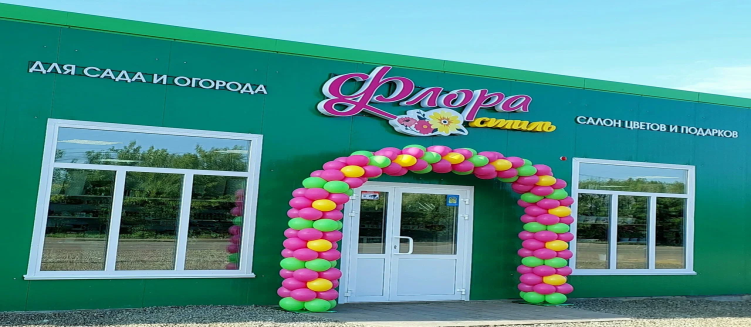 ДЛЯ САДА И ОГОРОДА
Флора
стиль
САЛОН ЦВЕТОВ И ПОДАРКОВ